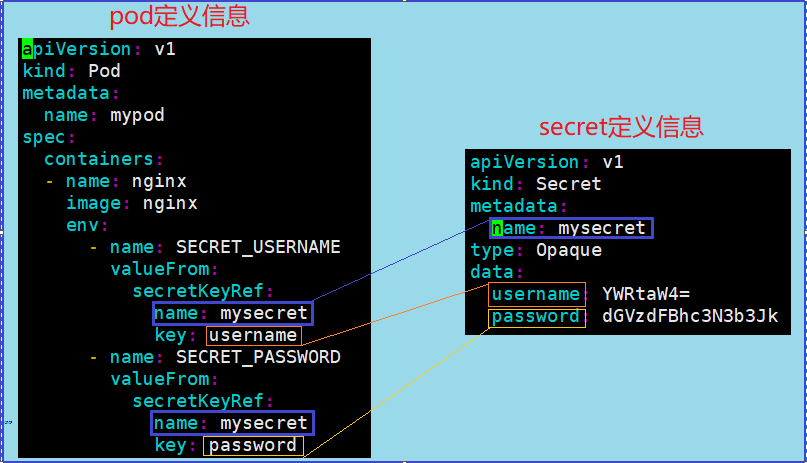 pod定义信息
apiVersion: v1
kind: Pod
metadata:
  name: mypod
spec:
  containers:
  - name: nginx
    image: nginx
    env:
      - name: SECRET_USERNAME
        valueFrom:
          secretKeyRef:
            name: mysecret
            key: username
      - name: SECRET_PASSWORD
        valueFrom:
          secretKeyRef:
            name: mysecret
            key: password
secret定义信息
apiVersion: v1
kind: Secret
metadata:
  name: mysecret
type: Opaque
data:
  username: YWRtaW4=
  password: dGVzdFBhc3N3b3Jk